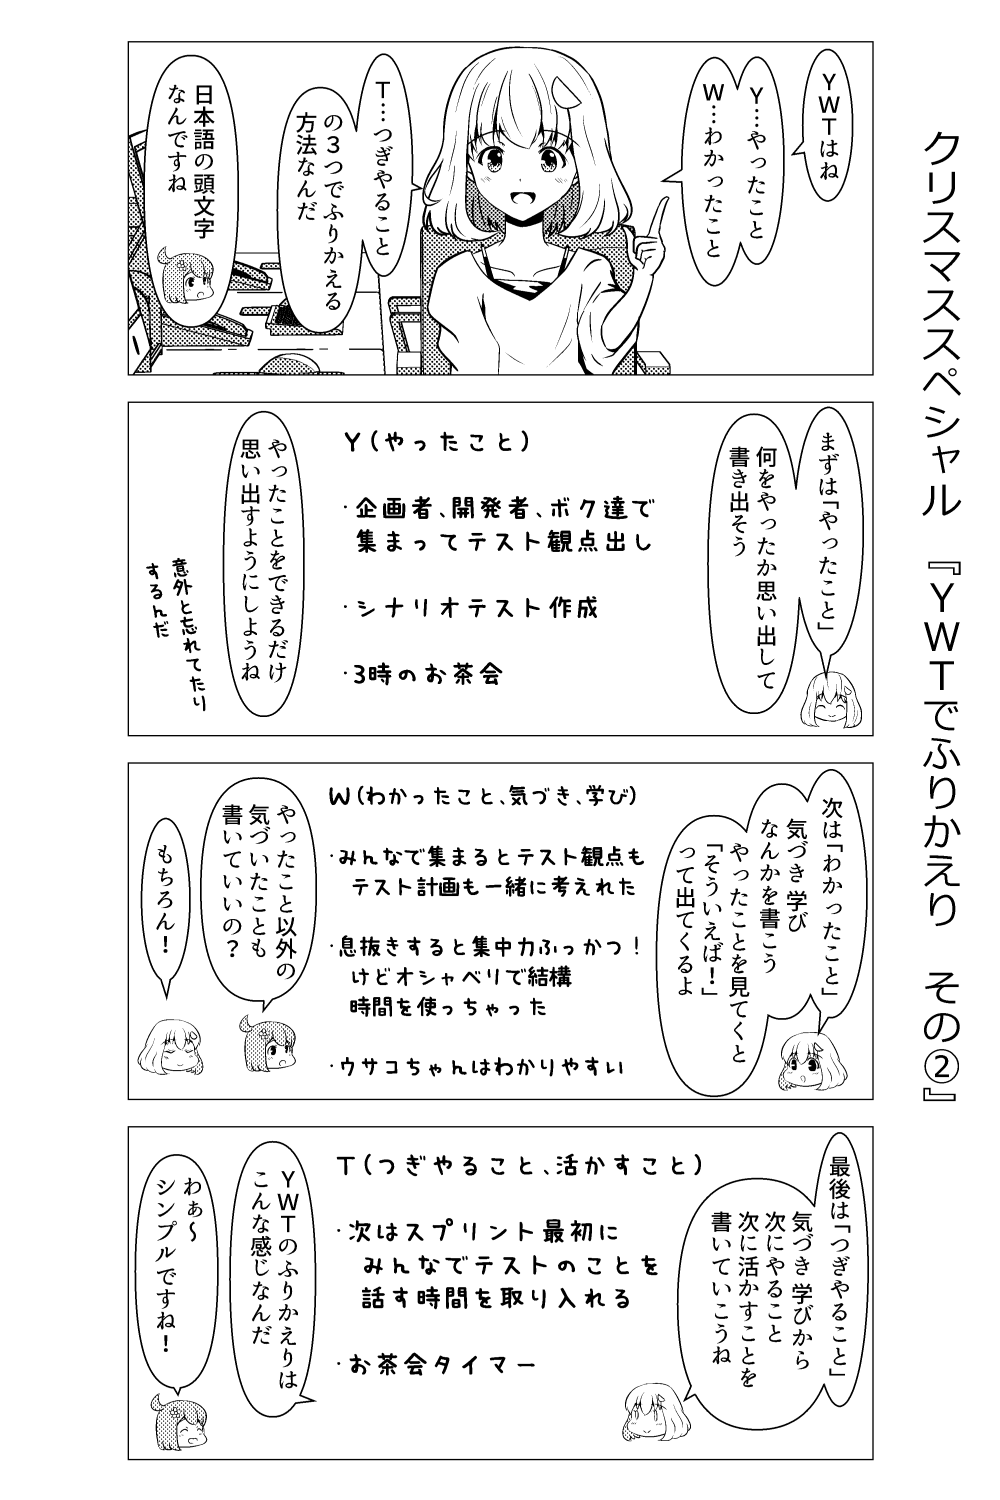 クリスマススペシャル 『YWTでふりかえり その②』
YWTはね
Y…やったこと
W…わかったこと
T…つぎやること
の3つでふりかえる
方法なんだ
日本語の頭文字
なんですね
まずは「やったこと」
何をやったか思い出して
書き出そう
Y(やったこと)
・企画者、開発者、ボク達で
集まってテスト観点出し
・シナリオテスト作成
・3時のお茶会
やったことをできるだけ
思い出すようにしようね
意外と忘れてたり
するんだ
次は「わかったこと」
気づき 学び
なんかを書こう
やったことを見てくと
「そういえば！」
って出てくるよ
W(わかったこと、気づき、学び)
・みんなで集まるとテスト観点も
テスト計画も一緒に考えれた
・息抜きすると集中力ふっかつ！
けどオシャベリで結構
時間を使っちゃった
・ウサコちゃんはわかりやすい
やったこと以外の
気づいたことも
書いていいの？
もちろん！
最後は「つぎやること」
気づき 学びから
次にやること
次に活かすことを
書いていこうね
T(つぎやること、活かすこと)
・次はスプリント最初に
みんなでテストのことを
話す時間を取り入れる
・お茶会タイマー
YWTのふりかえりは
こんな感じなんだ
わぁ〜
シンプルですね！